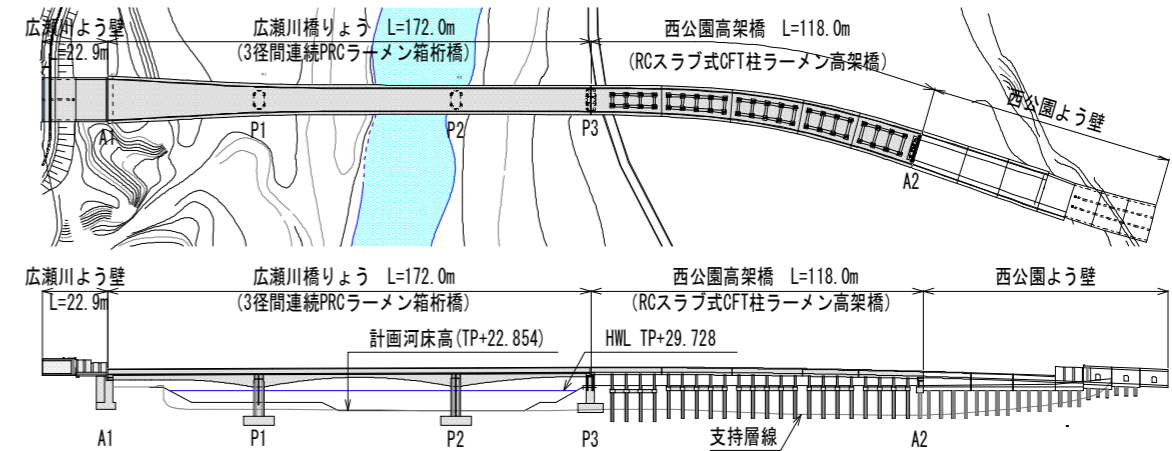 広瀬川よう壁
L=22.9m
広瀬川橋りょう L=172.0m
(3径間連続PRCラーメン箱桁橋)
西公園高架橋 L=118.0m
(RCスラブ式CFT柱ラーメン高架橋)
西公園よう壁
A1
P1
P2
P3
A2
広瀬川よう壁
L=22.9m
広瀬川橋りょう L=172.0m
(3径間連続PRCラーメン箱桁橋)
西公園高架橋 L=118.0m
(RCスラブ式CFT柱ラーメン高架橋)
西公園よう壁
計画河床高(TP+22.854)
HWL TP+29.728
支持層線
A1
P1
P2
P3
A2